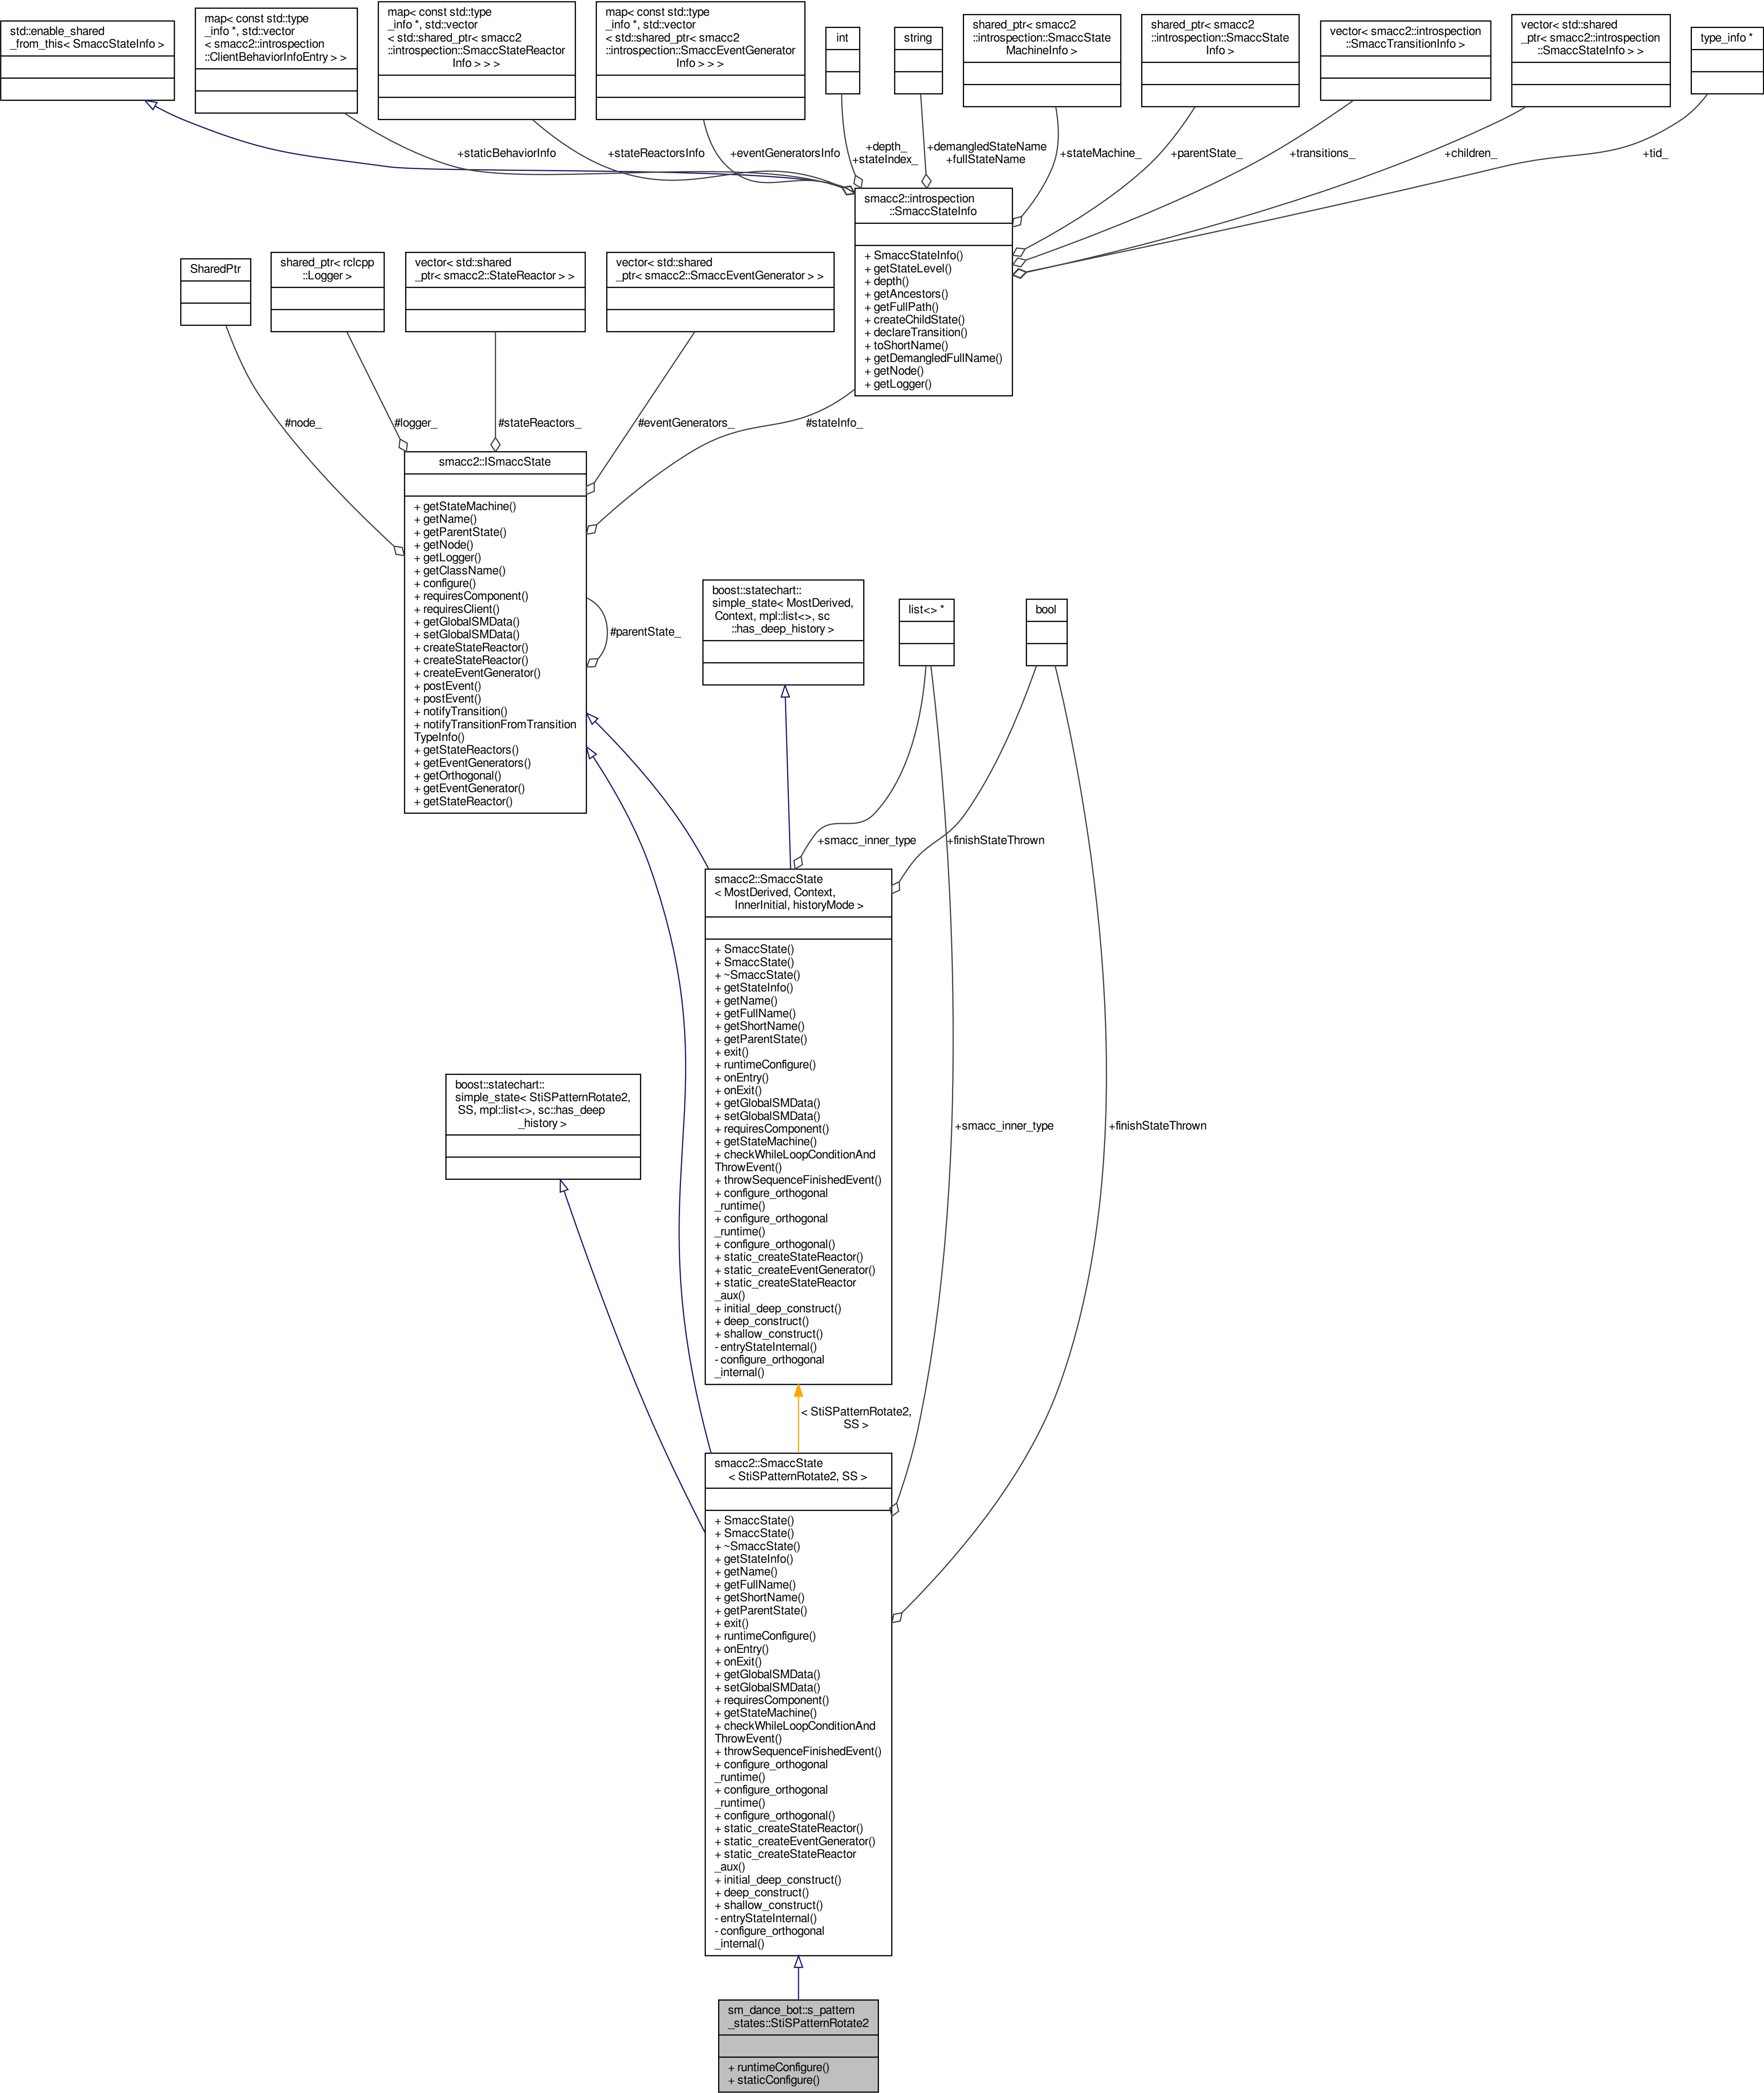 std::enable_shared
_from_this< SmaccStateInfo >
map< const std::type
_info *, std::vector
< smacc2::introspection
::ClientBehaviorInfoEntry > >
map< const std::type
_info *, std::vector
< std::shared_ptr< smacc2
::introspection::SmaccStateReactor
Info > > >
map< const std::type
_info *, std::vector
< std::shared_ptr< smacc2
::introspection::SmaccEventGenerator
Info > > >
int
string
shared_ptr< smacc2
::introspection::SmaccState
MachineInfo >
shared_ptr< smacc2
::introspection::SmaccState
Info >
vector< smacc2::introspection
::SmaccTransitionInfo >
vector< std::shared
_ptr< smacc2::introspection
::SmaccStateInfo > >
type_info *
+staticBehaviorInfo
+stateReactorsInfo
+eventGeneratorsInfo
+depth_
+stateIndex_
+demangledStateName
+fullStateName
+stateMachine_
+parentState_
+transitions_
+children_
+tid_
smacc2::introspection
::SmaccStateInfo
+ SmaccStateInfo()
+ getStateLevel()
+ depth()
+ getAncestors()
+ getFullPath()
+ createChildState()
+ declareTransition()
+ toShortName()
+ getDemangledFullName()
+ getNode()
+ getLogger()
SharedPtr
shared_ptr< rclcpp
::Logger >
vector< std::shared
_ptr< smacc2::StateReactor > >
vector< std::shared
_ptr< smacc2::SmaccEventGenerator > >
#node_
#logger_
#stateReactors_
#eventGenerators_
#stateInfo_
smacc2::ISmaccState
+ getStateMachine()
+ getName()
+ getParentState()
+ getNode()
+ getLogger()
+ getClassName()
+ configure()
+ requiresComponent()
+ requiresClient()
+ getGlobalSMData()
+ setGlobalSMData()
+ createStateReactor()
+ createStateReactor()
+ createEventGenerator()
+ postEvent()
+ postEvent()
+ notifyTransition()
+ notifyTransitionFromTransition
TypeInfo()
+ getStateReactors()
+ getEventGenerators()
+ getOrthogonal()
+ getEventGenerator()
+ getStateReactor()
#parentState_
boost::statechart::
simple_state< MostDerived,
Context, mpl::list<>, sc
::has_deep_history >
list<> *
bool
+smacc_inner_type
+finishStateThrown
smacc2::SmaccState
< MostDerived, Context,
InnerInitial, historyMode >
+ SmaccState()
+ SmaccState()
+ ~SmaccState()
+ getStateInfo()
+ getName()
+ getFullName()
+ getShortName()
+ getParentState()
+ exit()
+ runtimeConfigure()
+ onEntry()
+ onExit()
+ getGlobalSMData()
+ setGlobalSMData()
+ requiresComponent()
+ getStateMachine()
+ checkWhileLoopConditionAnd
ThrowEvent()
+ throwSequenceFinishedEvent()
+ configure_orthogonal
_runtime()
+ configure_orthogonal
_runtime()
+ configure_orthogonal()
+ static_createStateReactor()
+ static_createEventGenerator()
+ static_createStateReactor
_aux()
+ initial_deep_construct()
+ deep_construct()
+ shallow_construct()
- entryStateInternal()
- configure_orthogonal
_internal()
boost::statechart::
simple_state< StiSPatternRotate2,
SS, mpl::list<>, sc::has_deep
_history >
+smacc_inner_type
+finishStateThrown
< StiSPatternRotate2,
SS >
smacc2::SmaccState
< StiSPatternRotate2, SS >
+ SmaccState()
+ SmaccState()
+ ~SmaccState()
+ getStateInfo()
+ getName()
+ getFullName()
+ getShortName()
+ getParentState()
+ exit()
+ runtimeConfigure()
+ onEntry()
+ onExit()
+ getGlobalSMData()
+ setGlobalSMData()
+ requiresComponent()
+ getStateMachine()
+ checkWhileLoopConditionAnd
ThrowEvent()
+ throwSequenceFinishedEvent()
+ configure_orthogonal
_runtime()
+ configure_orthogonal
_runtime()
+ configure_orthogonal()
+ static_createStateReactor()
+ static_createEventGenerator()
+ static_createStateReactor
_aux()
+ initial_deep_construct()
+ deep_construct()
+ shallow_construct()
- entryStateInternal()
- configure_orthogonal
_internal()
sm_dance_bot::s_pattern
_states::StiSPatternRotate2
+ runtimeConfigure()
+ staticConfigure()